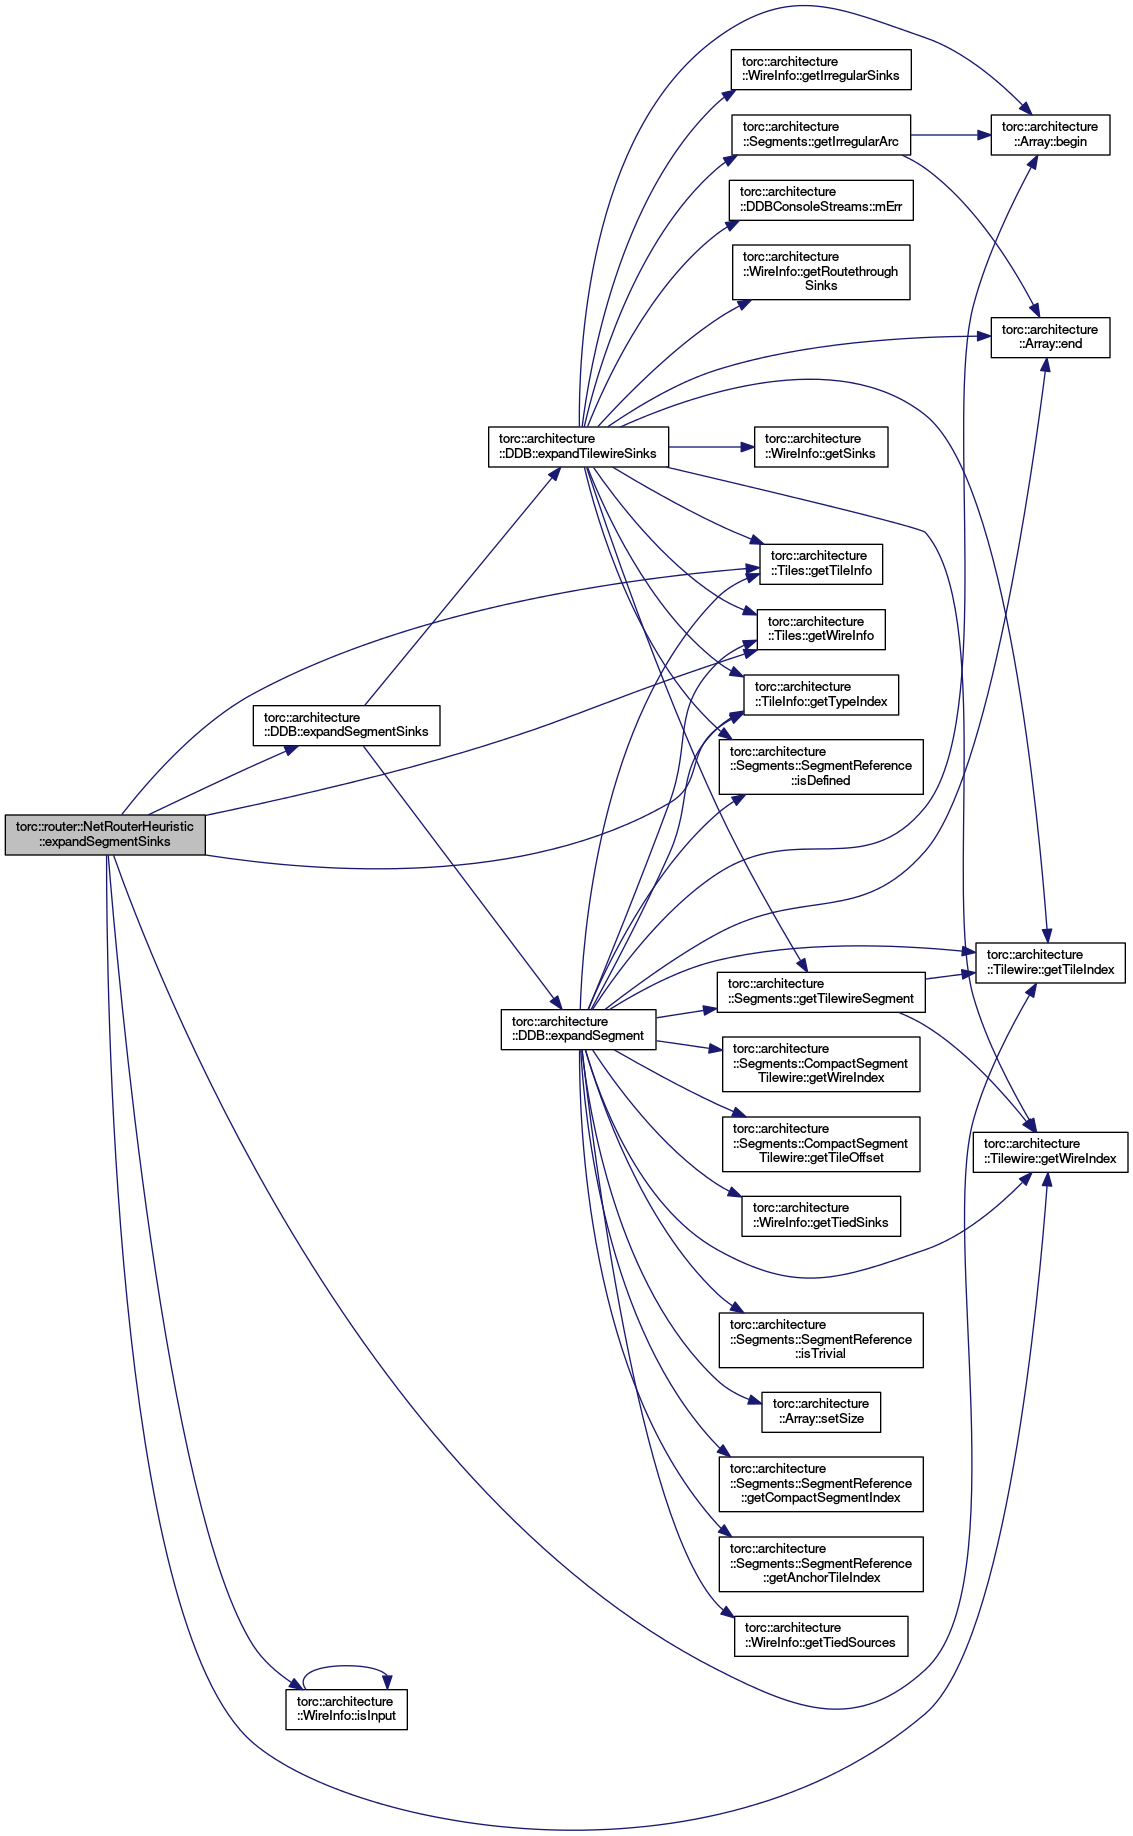 torc::architecture
::WireInfo::getIrregularSinks
torc::architecture
::Segments::getIrregularArc
torc::architecture
::Array::begin
torc::architecture
::DDBConsoleStreams::mErr
torc::architecture
::WireInfo::getRoutethrough
Sinks
torc::architecture
::Array::end
torc::architecture
::DDB::expandTilewireSinks
torc::architecture
::WireInfo::getSinks
torc::architecture
::Tiles::getTileInfo
torc::architecture
::Tiles::getWireInfo
torc::architecture
::TileInfo::getTypeIndex
torc::architecture
::DDB::expandSegmentSinks
torc::architecture
::Segments::SegmentReference
::isDefined
torc::router::NetRouterHeuristic
::expandSegmentSinks
torc::architecture
::Tilewire::getTileIndex
torc::architecture
::Segments::getTilewireSegment
torc::architecture
::DDB::expandSegment
torc::architecture
::Segments::CompactSegment
Tilewire::getWireIndex
torc::architecture
::Segments::CompactSegment
Tilewire::getTileOffset
torc::architecture
::Tilewire::getWireIndex
torc::architecture
::WireInfo::getTiedSinks
torc::architecture
::Segments::SegmentReference
::isTrivial
torc::architecture
::Array::setSize
torc::architecture
::Segments::SegmentReference
::getCompactSegmentIndex
torc::architecture
::Segments::SegmentReference
::getAnchorTileIndex
torc::architecture
::WireInfo::getTiedSources
torc::architecture
::WireInfo::isInput